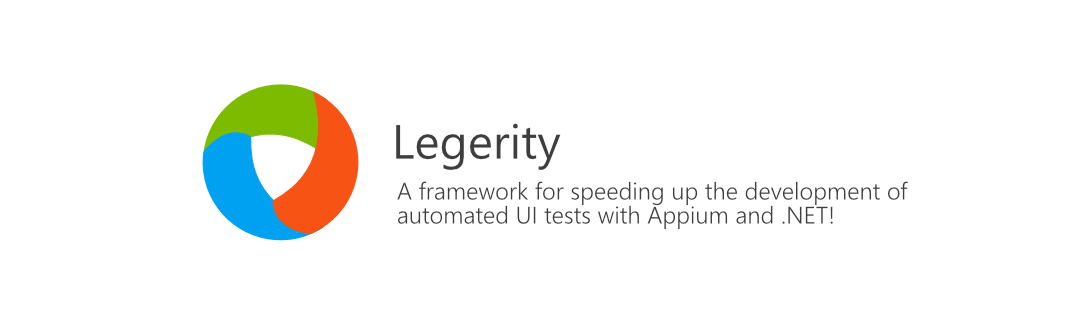 Legerity
A framework for speeding up the development of
automated UI tests with Appium and .NET!